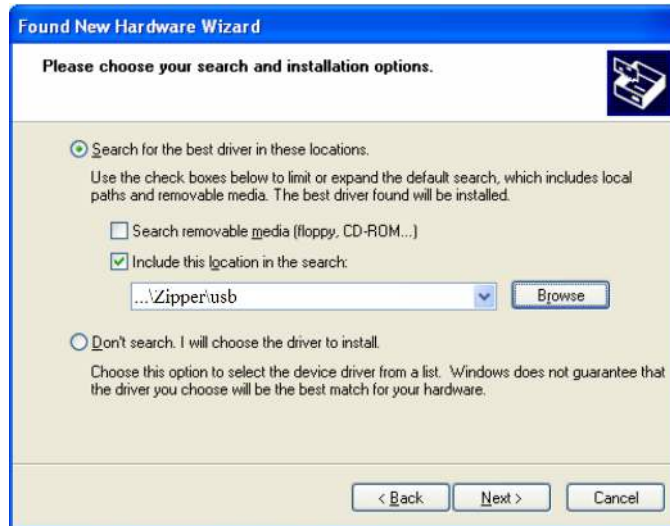 Found New Hardware Wizard
Please choose your search and installation options.
Search for the best driver in these locations.
Use the check boxes below to limit or expand the default search, which includes local
paths and removable media. The best driver found will be installed.
Search removable media (floppy, CD-ROM...)
Include this location in the search:
...\Zipper\usb
Browse
Don't search. I will choose the driver to install.
Choose this option to select the device driver from a list. Windows does not guarantee that
the driver you choose will be the best match for your hardware.
< Back
Next >
Cancel